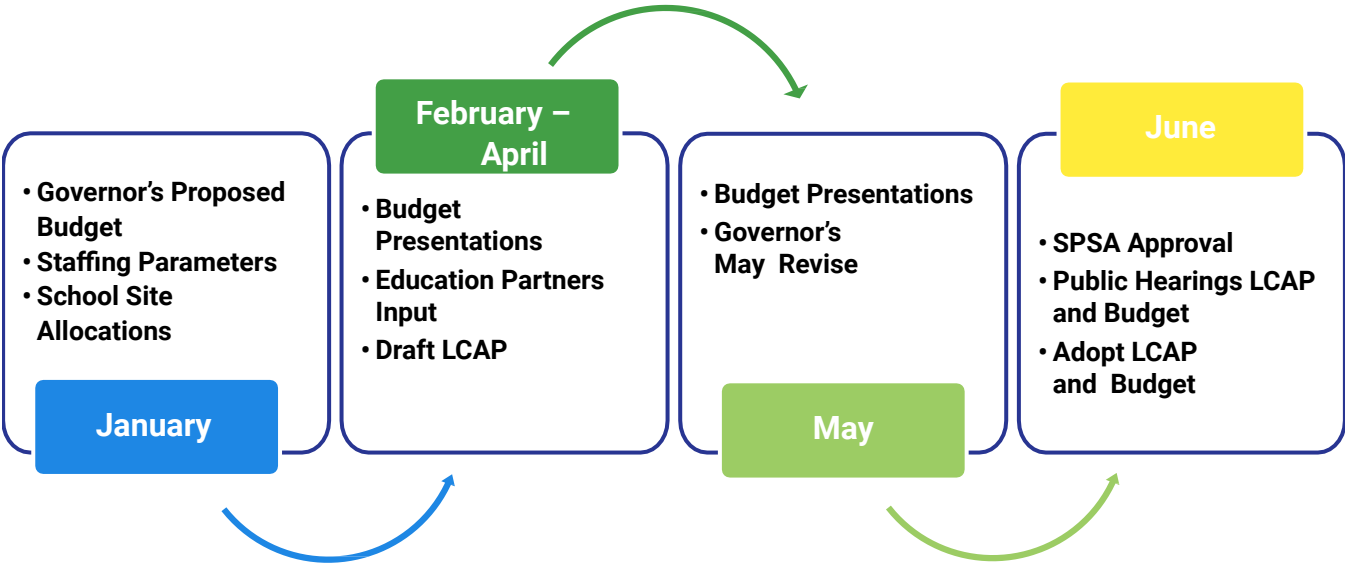 • Governor’s Proposed
Budget
• Staffing Parameters
• School Site
Allocations
January
February –
April
• Budget
Presentations
• Education Partners
Input
• Draft LCAP
• Budget Presentations
• Governor’s
May  Revise
May
June
• SPSA Approval
• Public Hearings LCAP
and Budget
• Adopt LCAP
and  Budget